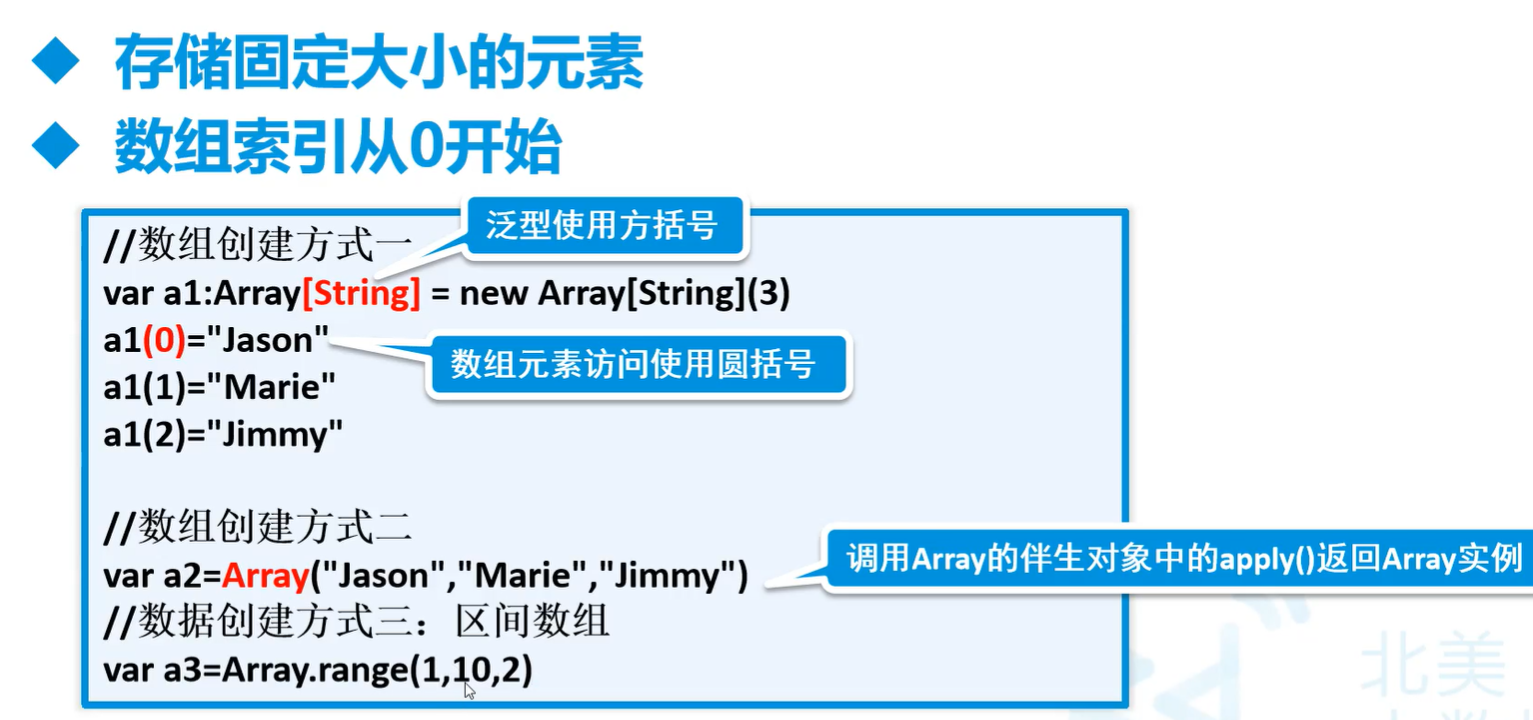 存储固定大小的元素
数组索引从0开始
泛型使用方括号
//数组创建方式一
var a1:Array[String] = new Array[String](3)
a1(0)="Jason"
数组元素访问使用圆括号
a1(1)="Marie"
a1(2)="Jimmy"
//数组创建方式二
调用Array的伴生对象中的apply()返回Array实例
var a2=Array("Jason","Marie","Jimmy")
//数据创建方式三：区间数组
var a3=Array.range(1,10,2)
北美